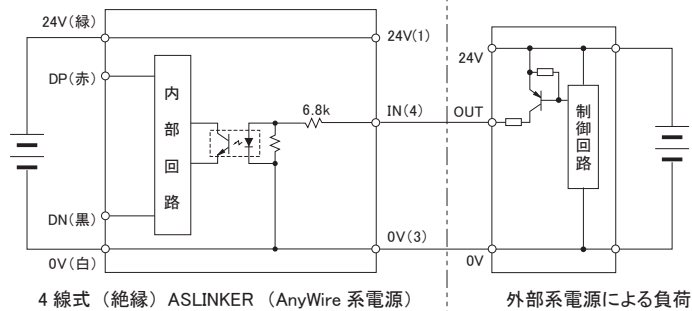 24V(緑)
24V(1)
DP(赤)
内部回路
6.8k
IN(4)
DN(黒)
0V(白)
0V(3)
4 線式 (絶縁) ASLINKER (AnyWire 系電源)
24V
OUT
制御回路
0V
外部系電源による負荷